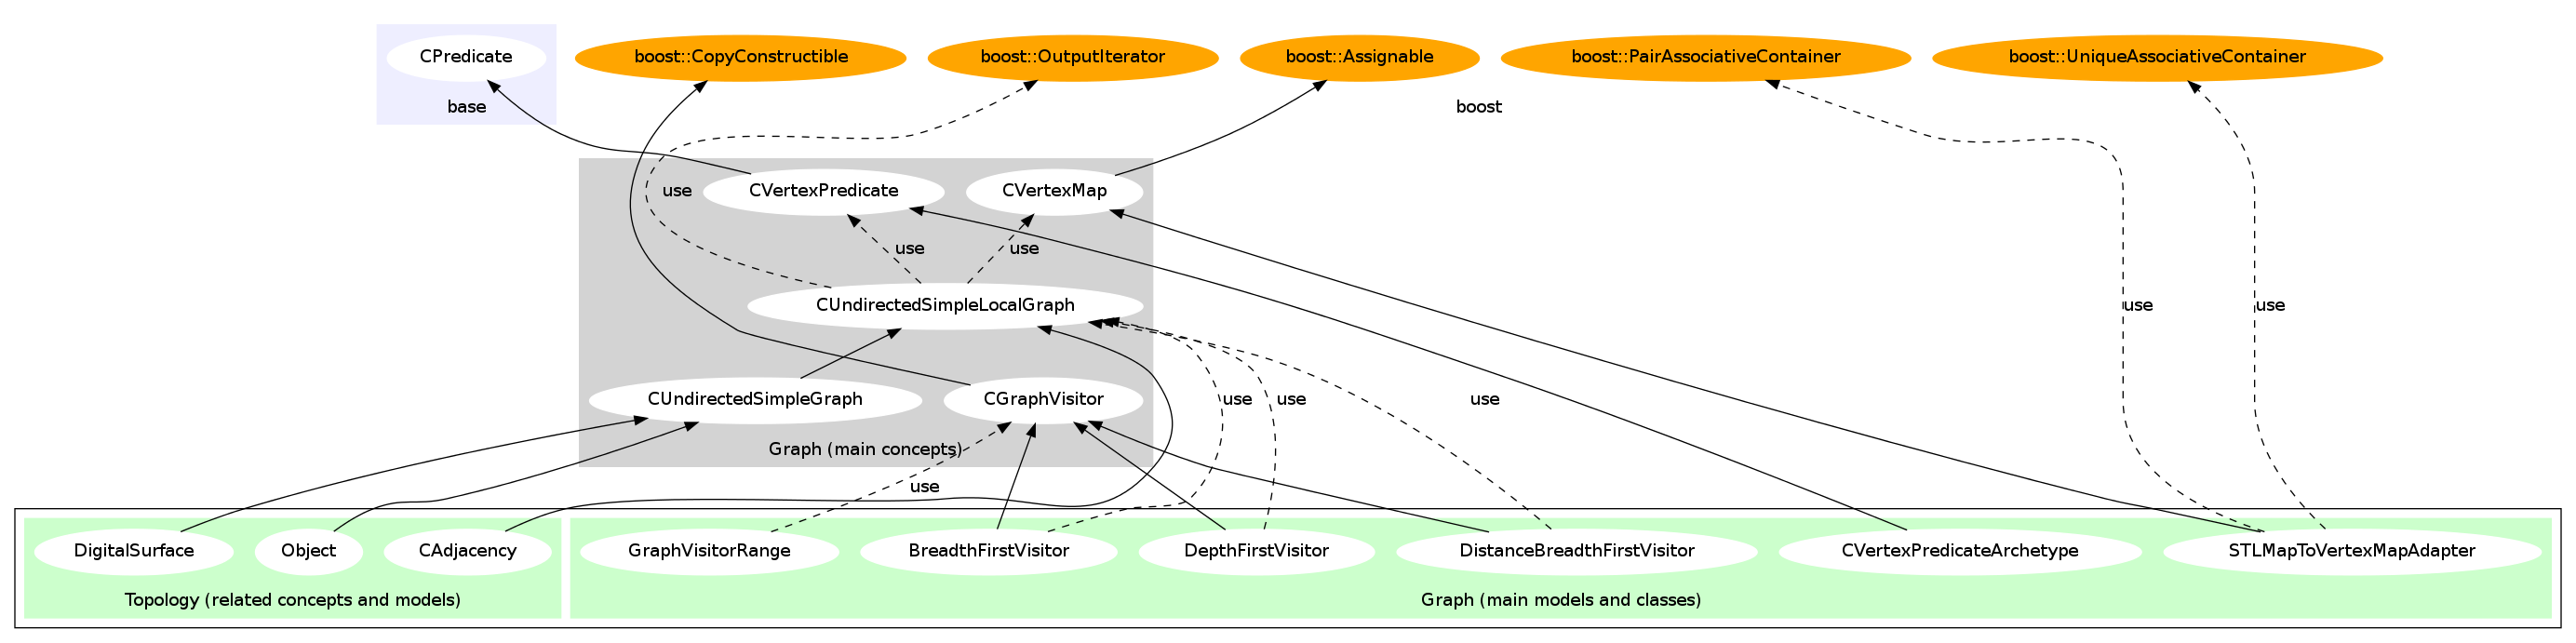 CPredicate
boost::CopyConstructible
boost::OutputIterator
boost::Assignable
boost::PairAssociativeContainer
boost::UniqueAssociativeContainer
base
boost
CVertexPredicate
CVertexMap
use
use
use
CUndirectedSimpleLocalGraph
use
use
CUndirectedSimpleGraph
CGraphVisitor
use
use
use
Graph (main concepts)
use
DigitalSurface
Object
CAdjacency
GraphVisitorRange
BreadthFirstVisitor
DepthFirstVisitor
DistanceBreadthFirstVisitor
CVertexPredicateArchetype
STLMapToVertexMapAdapter
Topology (related concepts and models)
Graph (main models and classes)